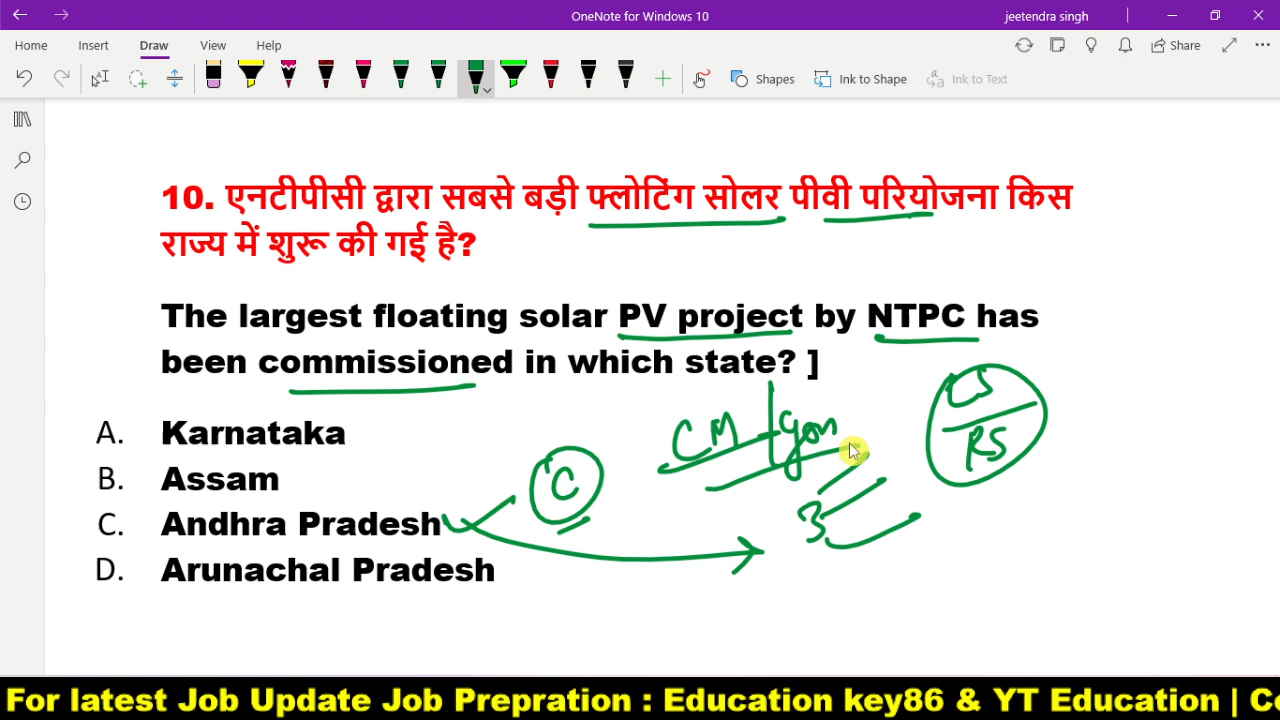 OneNote for Windows 10
jeetendra singh
Home Insert Draw View Help
Share
Shapes Ink to Shape Ink to Text
10. एनटीपीसी द्वारा सबसे बड़ी फ्लोटिंग सोलर पीवी परियोजना किस
राज्य में शुरू की गई है?
The largest floating solar PV project by NTPC has
been commissioned in which state? ]
A. Karnataka
B. Assam
C. Andhra Pradesh
D. Arunachal Pradesh
CM
C
3
RS
For latest Job Update Job Prepration : Education key86 & YT Education | C